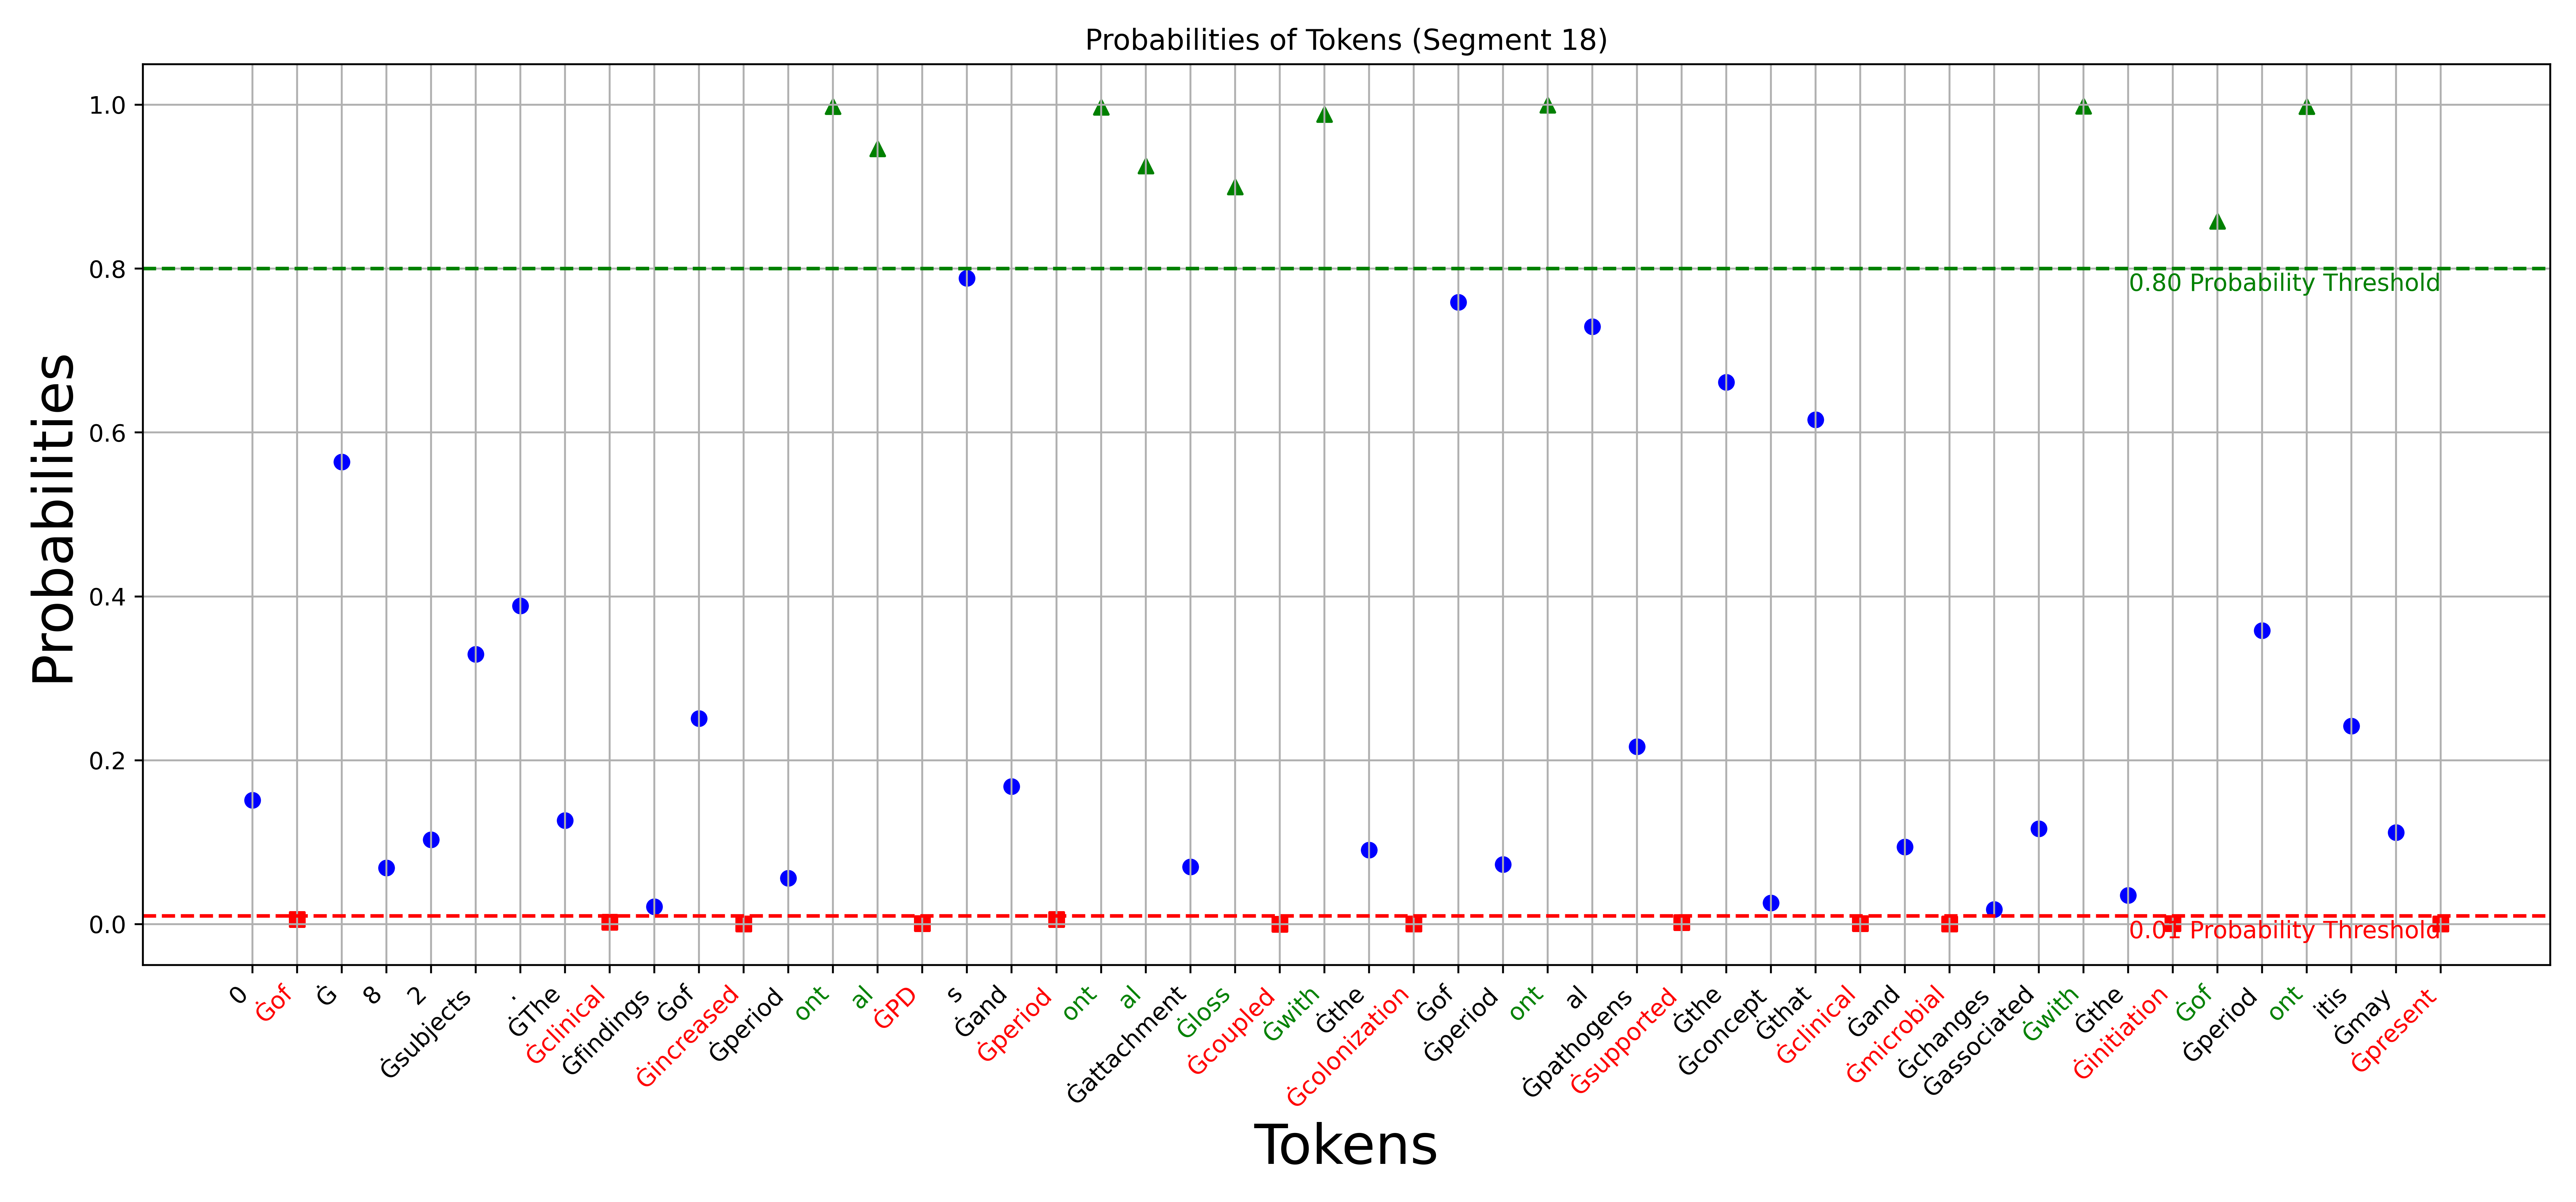 Probabilities of Tokens (Segment 18)
Probabilities
1.0
0.8
0.6
0.4
0.2
0.0
0.80 Probability Threshold
0.01 Probability Threshold
0
Ġof
Ġ
8
2
Ġsubjects
.
ĠThe
Ġclinical
Ġfindings
Ġof
Ġincreased
Ġperiod
ont
al
ĠPD
s
Ġand
Ġperiod
ont
al
Ġattachment
Ġloss
Ġcoupled
Ġwith
Ġthe
Ġcolonization
Ġof
Ġperiod
ont
al
Ġpathogens
Ġsupported
Ġthe
Ġconcept
Ġthat
Ġclinical
Ġand
Ġmicrobial
Ġchanges
Ġassociated
Ġwith
Ġthe
Ġinitiation
Ġof
Ġperiod
ont
itis
Ġmay
Ġpresent
Tokens